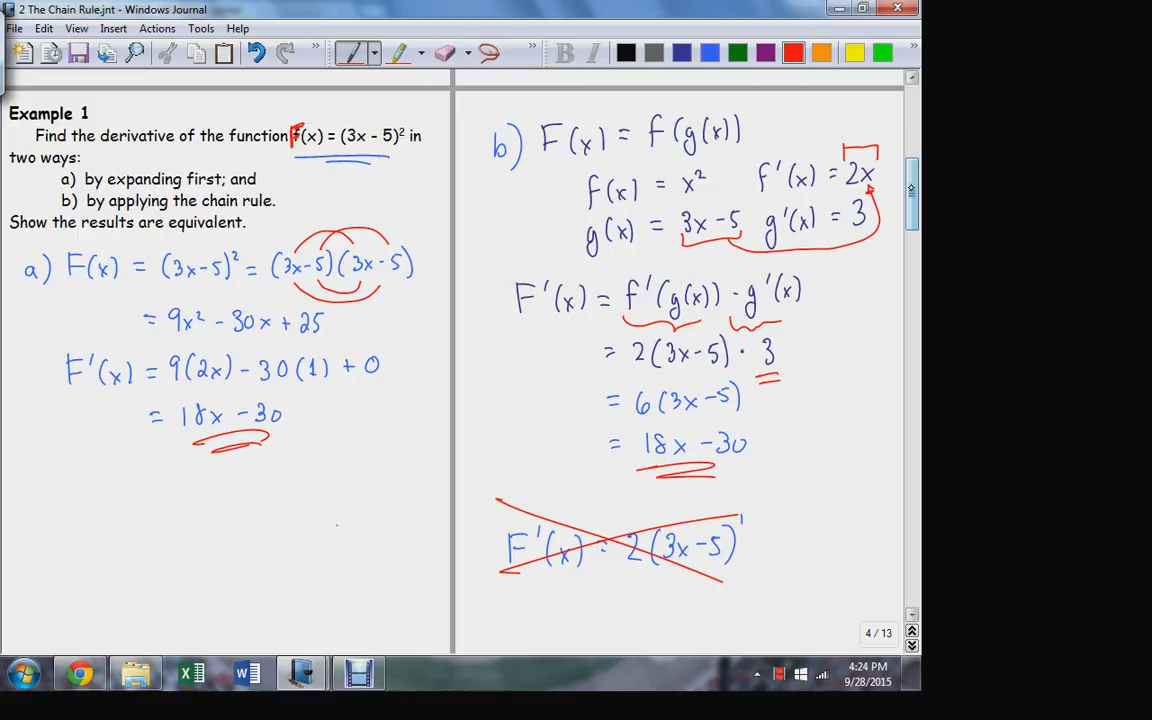 2 The Chain Rule.jnt - Windows Journal
File Edit View Insert Actions Tools Help
Example 1
Find the derivative of the function F(x) = (3x - 5)² in
two ways:
a) by expanding first; and
b) by applying the chain rule.
Show the results are equivalent.
a) F(x) = (3x-5)² = (3x-5)(3x-5)
= 9x² - 30x + 25
F'(x) = 9(2x) - 30(1) + 0
= 18x - 30
b) F(x) = f(g(x))
f(x) = x² f'(x) = 2x
g(x) = 3x - 5 g'(x) = 3
F'(x) = f'(g(x)) · g'(x)
= 2(3x-5) · 3
= 6(3x-5)
= 18x - 30
F'(x) = 2(3x-5)¹
4 / 13
4:24 PM
9/28/2015